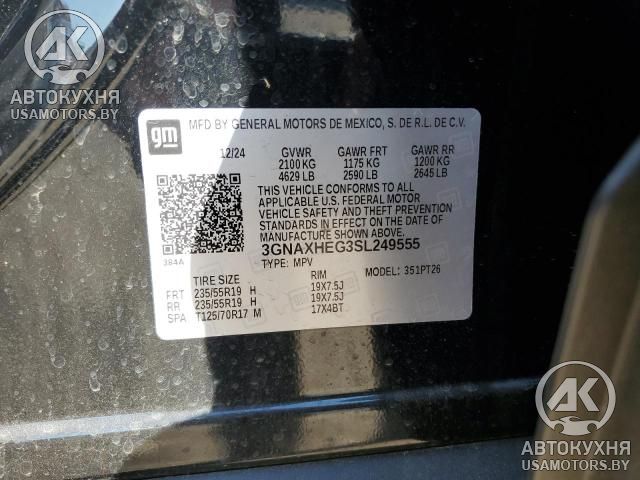 АК
АВТОКУХНЯ
USAMOTORS.BY
gm
MFD BY GENERAL MOTORS DE MEXICO, S. DE R.L. DE C.V.
12/24 GVWR GAWR FRT GAWR RR
2100 KG 1175 KG 1200 KG
4629 LB 2590 LB 2645 LB
THIS VEHICLE CONFORMS TO ALL
APPLICABLE U.S. FEDERAL MOTOR
VEHICLE SAFETY AND THEFT PREVENTION
STANDARDS IN EFFECT ON THE DATE OF
MANUFACTURE SHOWN ABOVE.
3GNAXHEG3SL249555
384A
TYPE: MPV MODEL: 351PT26
TIRE SIZE RIM
FRT 235/55R19 H 19X7.5J
RR 235/55R19 H 19X7.5J
SPA T125/70R17 M 17X4BT
АК
АВТОКУХНЯ
USAMOTORS.BY